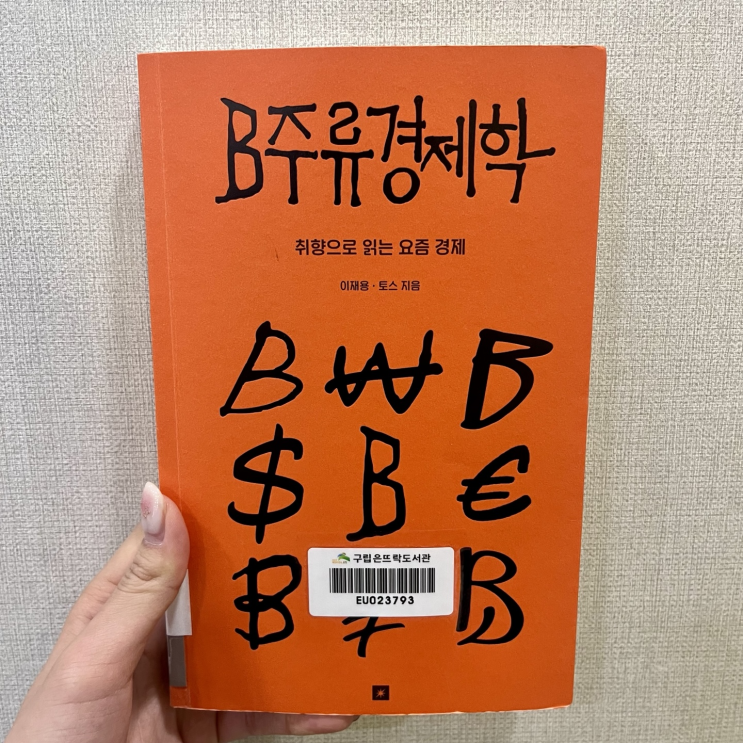 B주류경제학
취향으로 읽는 요즘 경제
이재용·토스 지음
B ₩ B
$ B €
B B
구립은뜨락도서관
EU023793